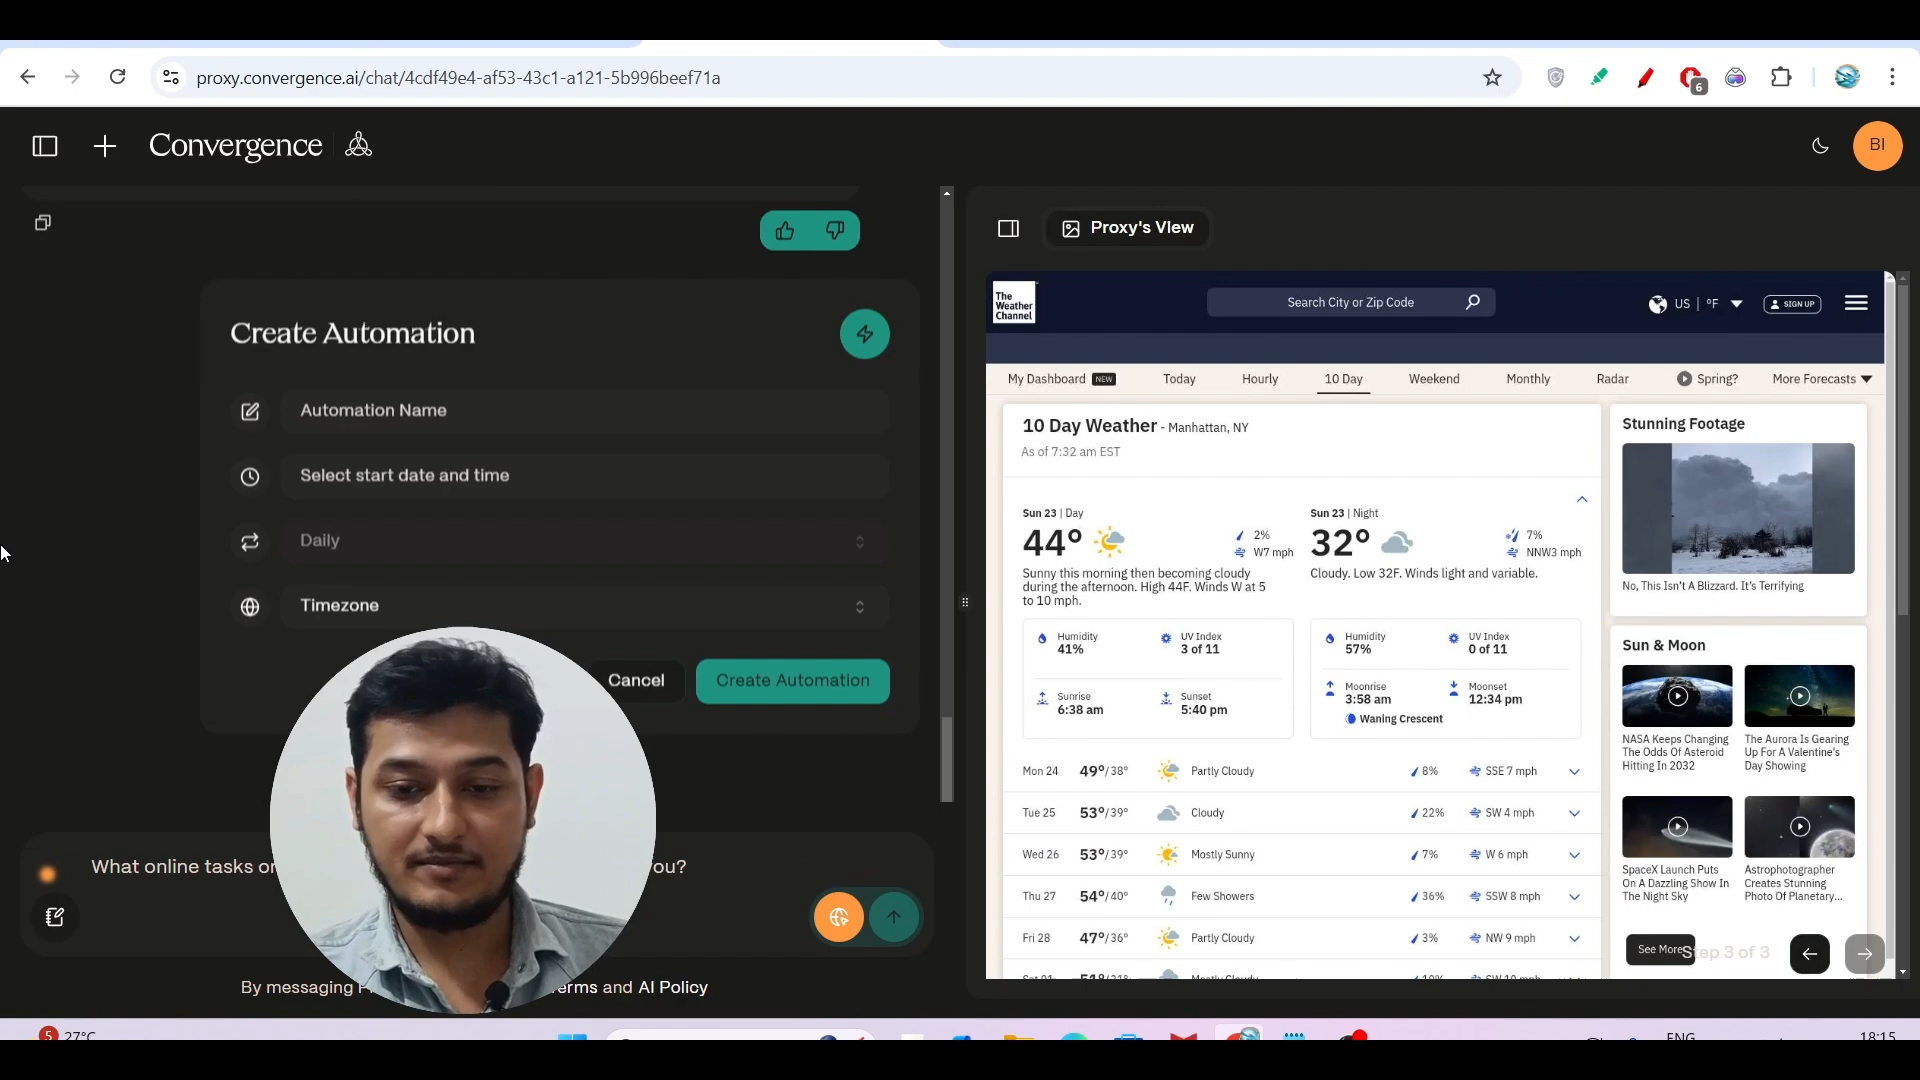 proxy.convergence.ai/chat/4cdf49e4-af53-43c1-a121-5b996beef71a
6
Convergence
BI
Create Automation
Automation Name
Select start date and time
Daily
Timezone
Cancel
Create Automation
What online tasks
you?
By messaging
and AI Policy
Proxy's View
The Weather Channel
Search City or Zip Code
US | °F
SIGN UP
My Dashboard NEW
Today
Hourly
10 Day
Weekend
Monthly
Radar
Spring?
More Forecasts
10 Day Weather - Manhattan, NY
As of 7:32 am EST
Sun 23 | Day
44°
2%
W7 mph
Sunny this morning then becoming cloudy
during the afternoon. High 44F. Winds W at 5
to 10 mph.
Humidity
41%
UV Index
3 of 11
Sunrise
6:38 am
Sunset
5:40 pm
Sun 23 | Night
32°
7%
NNW3 mph
Cloudy. Low 32F. Winds light and variable.
Humidity
57%
UV Index
0 of 11
Moonrise
3:58 am
Moonset
12:34 pm
Waning Crescent
Mon 24 49°/38° Partly Cloudy 8% SSE 7 mph
Tue 25 53°/39° Cloudy 22% SW 4 mph
Wed 26 53°/39° Mostly Sunny 7% W 6 mph
Thu 27 54°/40° Few Showers 36% SSW 8 mph
Fri 28 47°/36° Partly Cloudy 3% NW 9 mph
Stunning Footage
No, This Isn't A Blizzard. It's Terrifying
Sun & Moon
NASA Keeps Changing
The Odds Of Asteroid
Hitting In 2032
The Aurora Is Gearing
Up For A Valentine's
Day Showing
SpaceX Launch Puts
On A Dazzling Show In
The Night Sky
Astrophotographer
Creates Stunning
Photo Of Planetary...
See More
Step 3 of 3
5
27°C
ENG
18:15